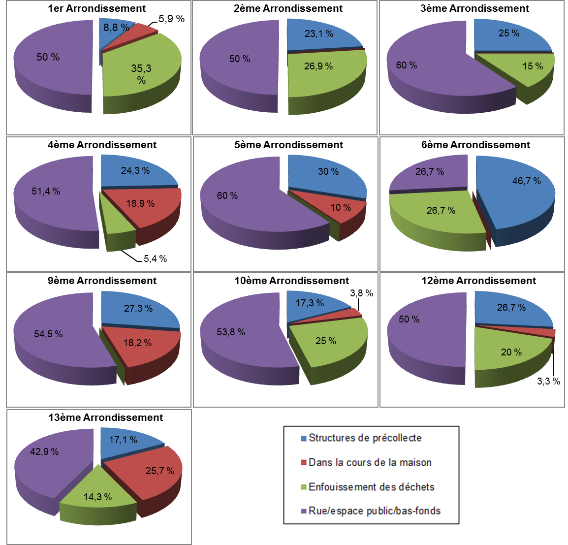 1er Arrondissement
8,8 %
5,9 %
35,3 %
50 %
2ème Arrondissement
23,1 %
26,9 %
50 %
3ème Arrondissement
25 %
15 %
60 %
4ème Arrondissement
24,3 %
18,9 %
5,4 %
51,4 %
5ème Arrondissement
30 %
10 %
60 %
6ème Arrondissement
46,7 %
26,7 %
26,7 %
9ème Arrondissement
27,3 %
18,2 %
54,5 %
10ème Arrondissement
17,3 %
3,8 %
25 %
53,8 %
12ème Arrondissement
26,7 %
3,3 %
20 %
50 %
13ème Arrondissement
17,1 %
25,7 %
14,3 %
42,9 %
Structures de précollecte
Dans la cours de la maison
Enfouissement des déchets
Rue/espace public/bas-fonds